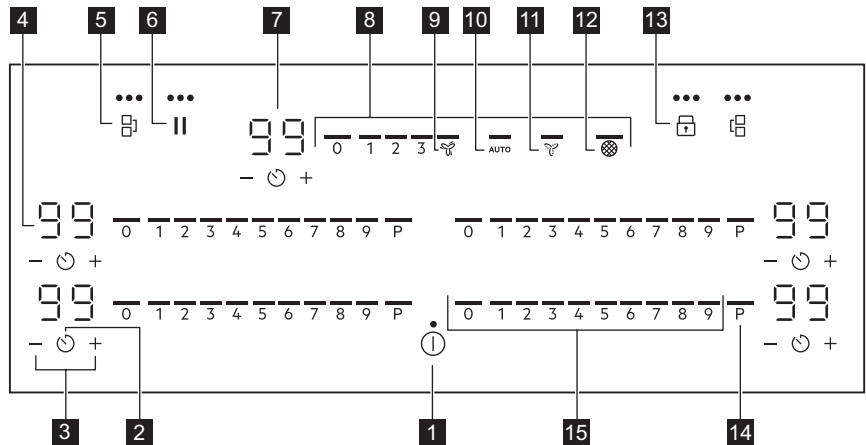 4 5 6 7 8 9 10 11 12 13
99 0 1 2 3 AUTO
− +
99 0 1 2 3 4 5 6 7 8 9 P 0 1 2 3 4 5 6 7 8 9 P 99
− + − +
99 0 1 2 3 4 5 6 7 8 9 P 0 1 2 3 4 5 6 7 8 9 P 99
− + − +
3 2 1 15 14